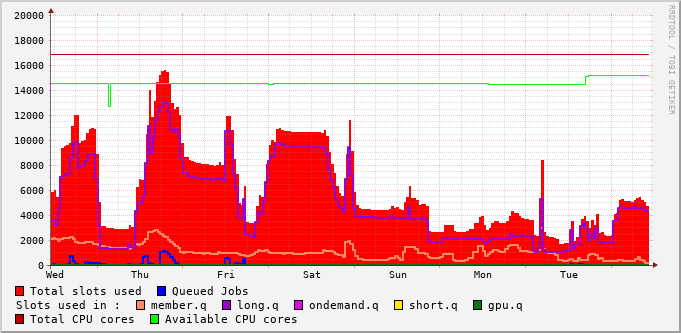 20000
18000
16000
14000
12000
10000
8000
6000
4000
2000
0
Wed Thu Fri Sat Sun Mon Tue
Total slots used Queued Jobs
Slots used in : member.q long.q ondemand.q short.q gpu.q
Total CPU cores Available CPU cores
RRDTOOL / TOBI OETIKER